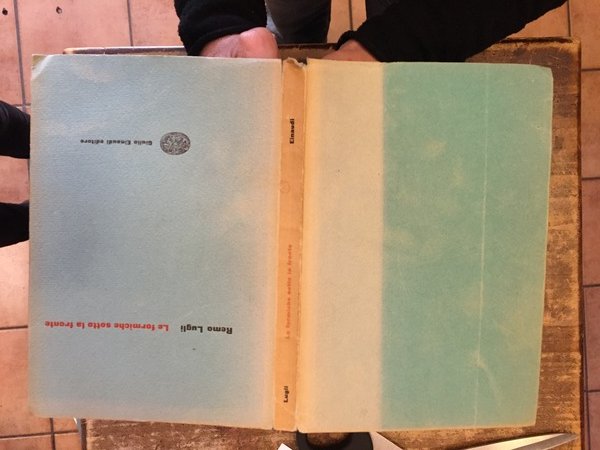 Remo Lugli Le formiche sotto la fronte
Giulio Einaudi editore
Lugli Le formiche sotto la fronte Einaudi